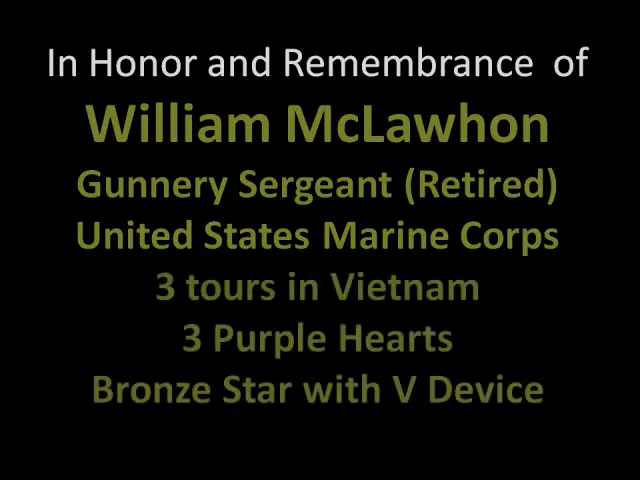 In Honor and Remembrance  of
William McLawhon
Gunnery Sergeant (Retired)
United States Marine Corps
3 tours in Vietnam
3 Purple Hearts
Bronze Star with V Device